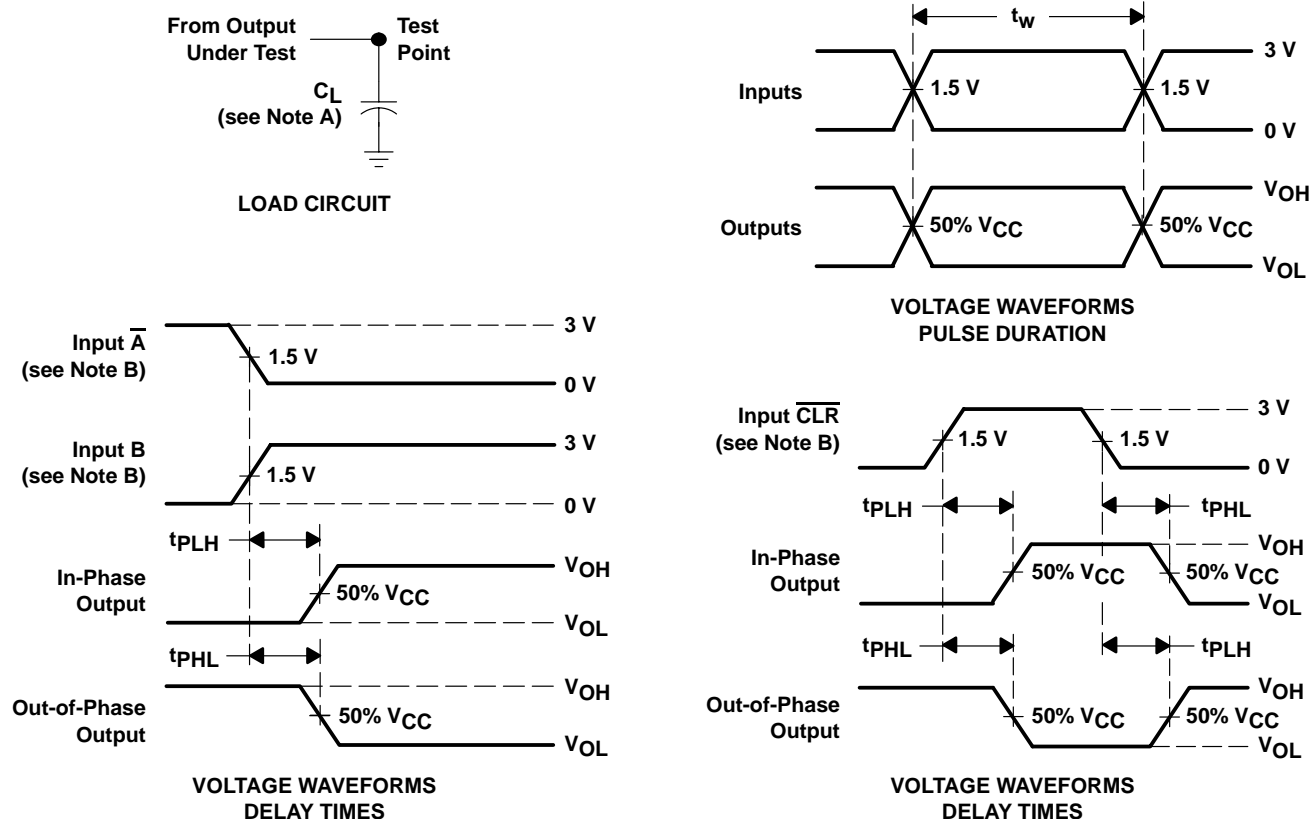 From Output
Under Test
Test
Point
CL
(see Note A)
LOAD CIRCUIT
tw
Inputs
1.5 V
1.5 V
3 V
0 V
Outputs
50% VCC
50% VCC
VOH
VOL
VOLTAGE WAVEFORMS
PULSE DURATION
Input A̅
(see Note B)
1.5 V
3 V
0 V
Input B
(see Note B)
1.5 V
3 V
0 V
tPLH
In-Phase
Output
50% VCC
VOH
VOL
tPHL
Out-of-Phase
Output
50% VCC
VOH
VOL
VOLTAGE WAVEFORMS
DELAY TIMES
Input C̅L̅R̅
(see Note B)
1.5 V
1.5 V
3 V
0 V
tPLH
tPHL
In-Phase
Output
50% VCC
50% VCC
VOH
VOL
tPHL
tPLH
Out-of-Phase
Output
50% VCC
50% VCC
VOH
VOL
VOLTAGE WAVEFORMS
DELAY TIMES